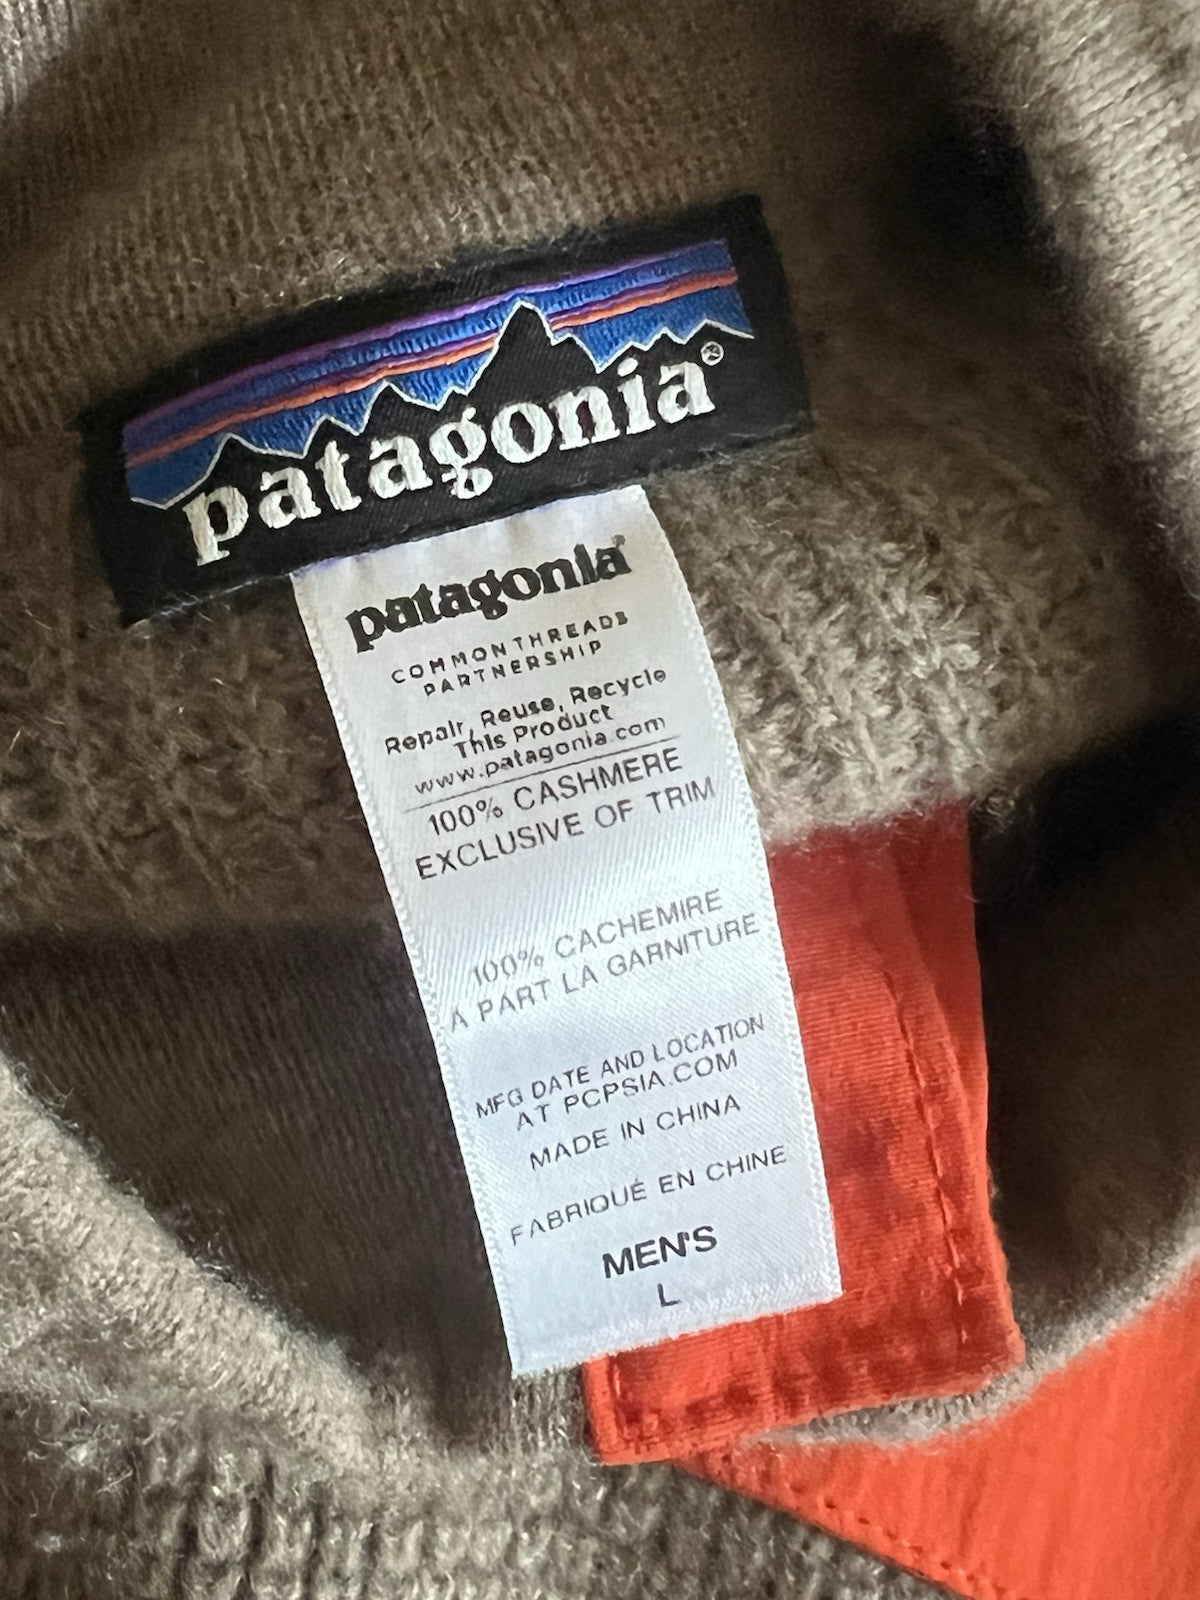 patagonia®
patagonia®
COMMON THREADS
PARTNERSHIP
Repair, Reuse, Recycle
This Product
www.patagonia.com
100% CASHMERE
EXCLUSIVE OF TRIM
100% CACHEMIRE
A PART LA GARNITURE
MFG DATE AND LOCATION
AT PCPSIA.COM
MADE IN CHINA
FABRIQUÉ EN CHINE
MEN'S
L